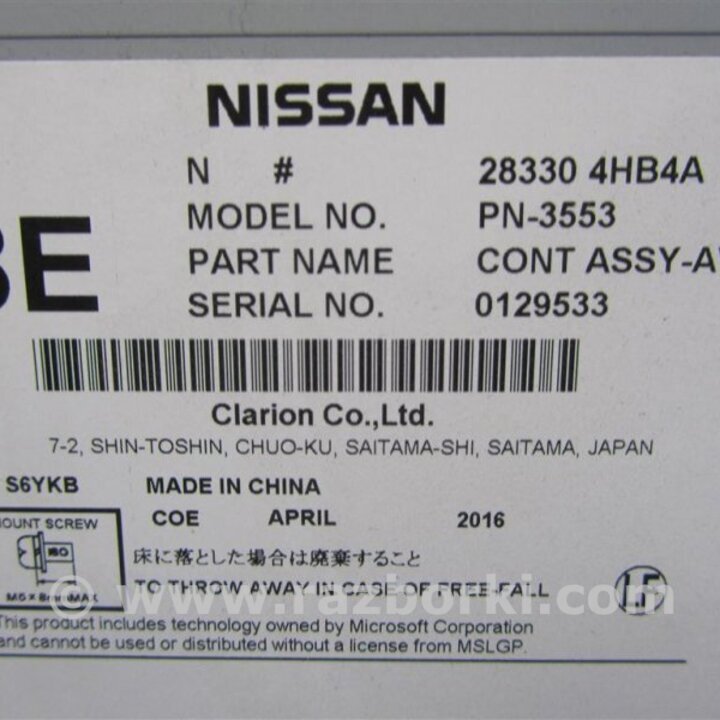 NISSAN
N # 28330 4HB4A
MODEL NO. PN-3553
PART NAME CONT ASSY-A
SERIAL NO. 0129533
BE
Clarion Co.,Ltd.
7-2, SHIN-TOSHIN, CHUO-KU, SAITAMA-SHI, SAITAMA, JAPAN
S6YKB MADE IN CHINA
COE APRIL 2016
MOUNT SCREW
ISO
M5×8mmMAX
床に落とした場合は廃棄すること
TO THROW AWAY IN CASE OF FREE-FALL
LF
© www.razborki.com
This product includes technology owned by Microsoft Corporation
and cannot be used or distributed without a license from MSLGP.